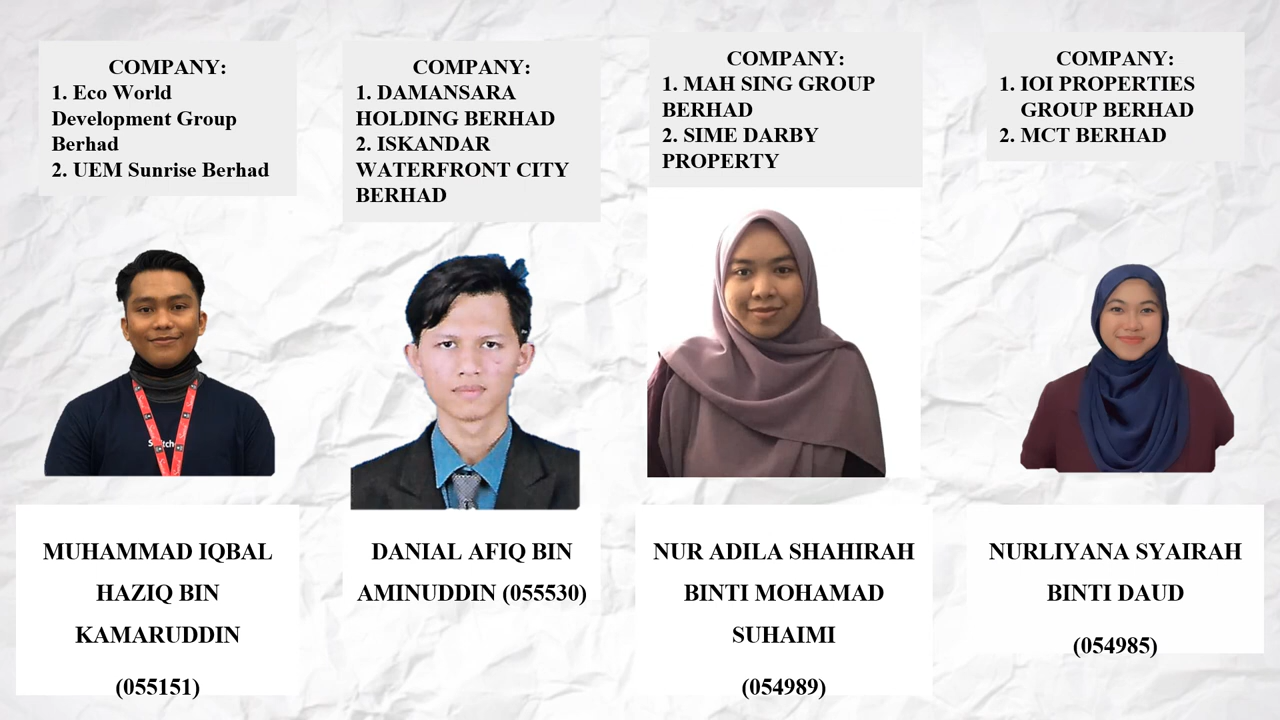 COMPANY:
1. Eco World
Development Group
Berhad
2. UEM Sunrise Berhad
COMPANY:
1. DAMANSARA
HOLDING BERHAD
2. ISKANDAR
WATERFRONT CITY
BERHAD
COMPANY:
1. MAH SING GROUP
BERHAD
2. SIME DARBY
PROPERTY
COMPANY:
1. IOI PROPERTIES
GROUP BERHAD
2. MCT BERHAD
MUHAMMAD IQBAL
HAZIQ BIN
KAMARUDDIN
(055151)
DANIAL AFIQ BIN
AMINUDDIN (055530)
NUR ADILA SHAHIRAH
BINTI MOHAMAD
SUHAIMI
(054989)
NURLIYANA SYAIRAH
BINTI DAUD
(054985)